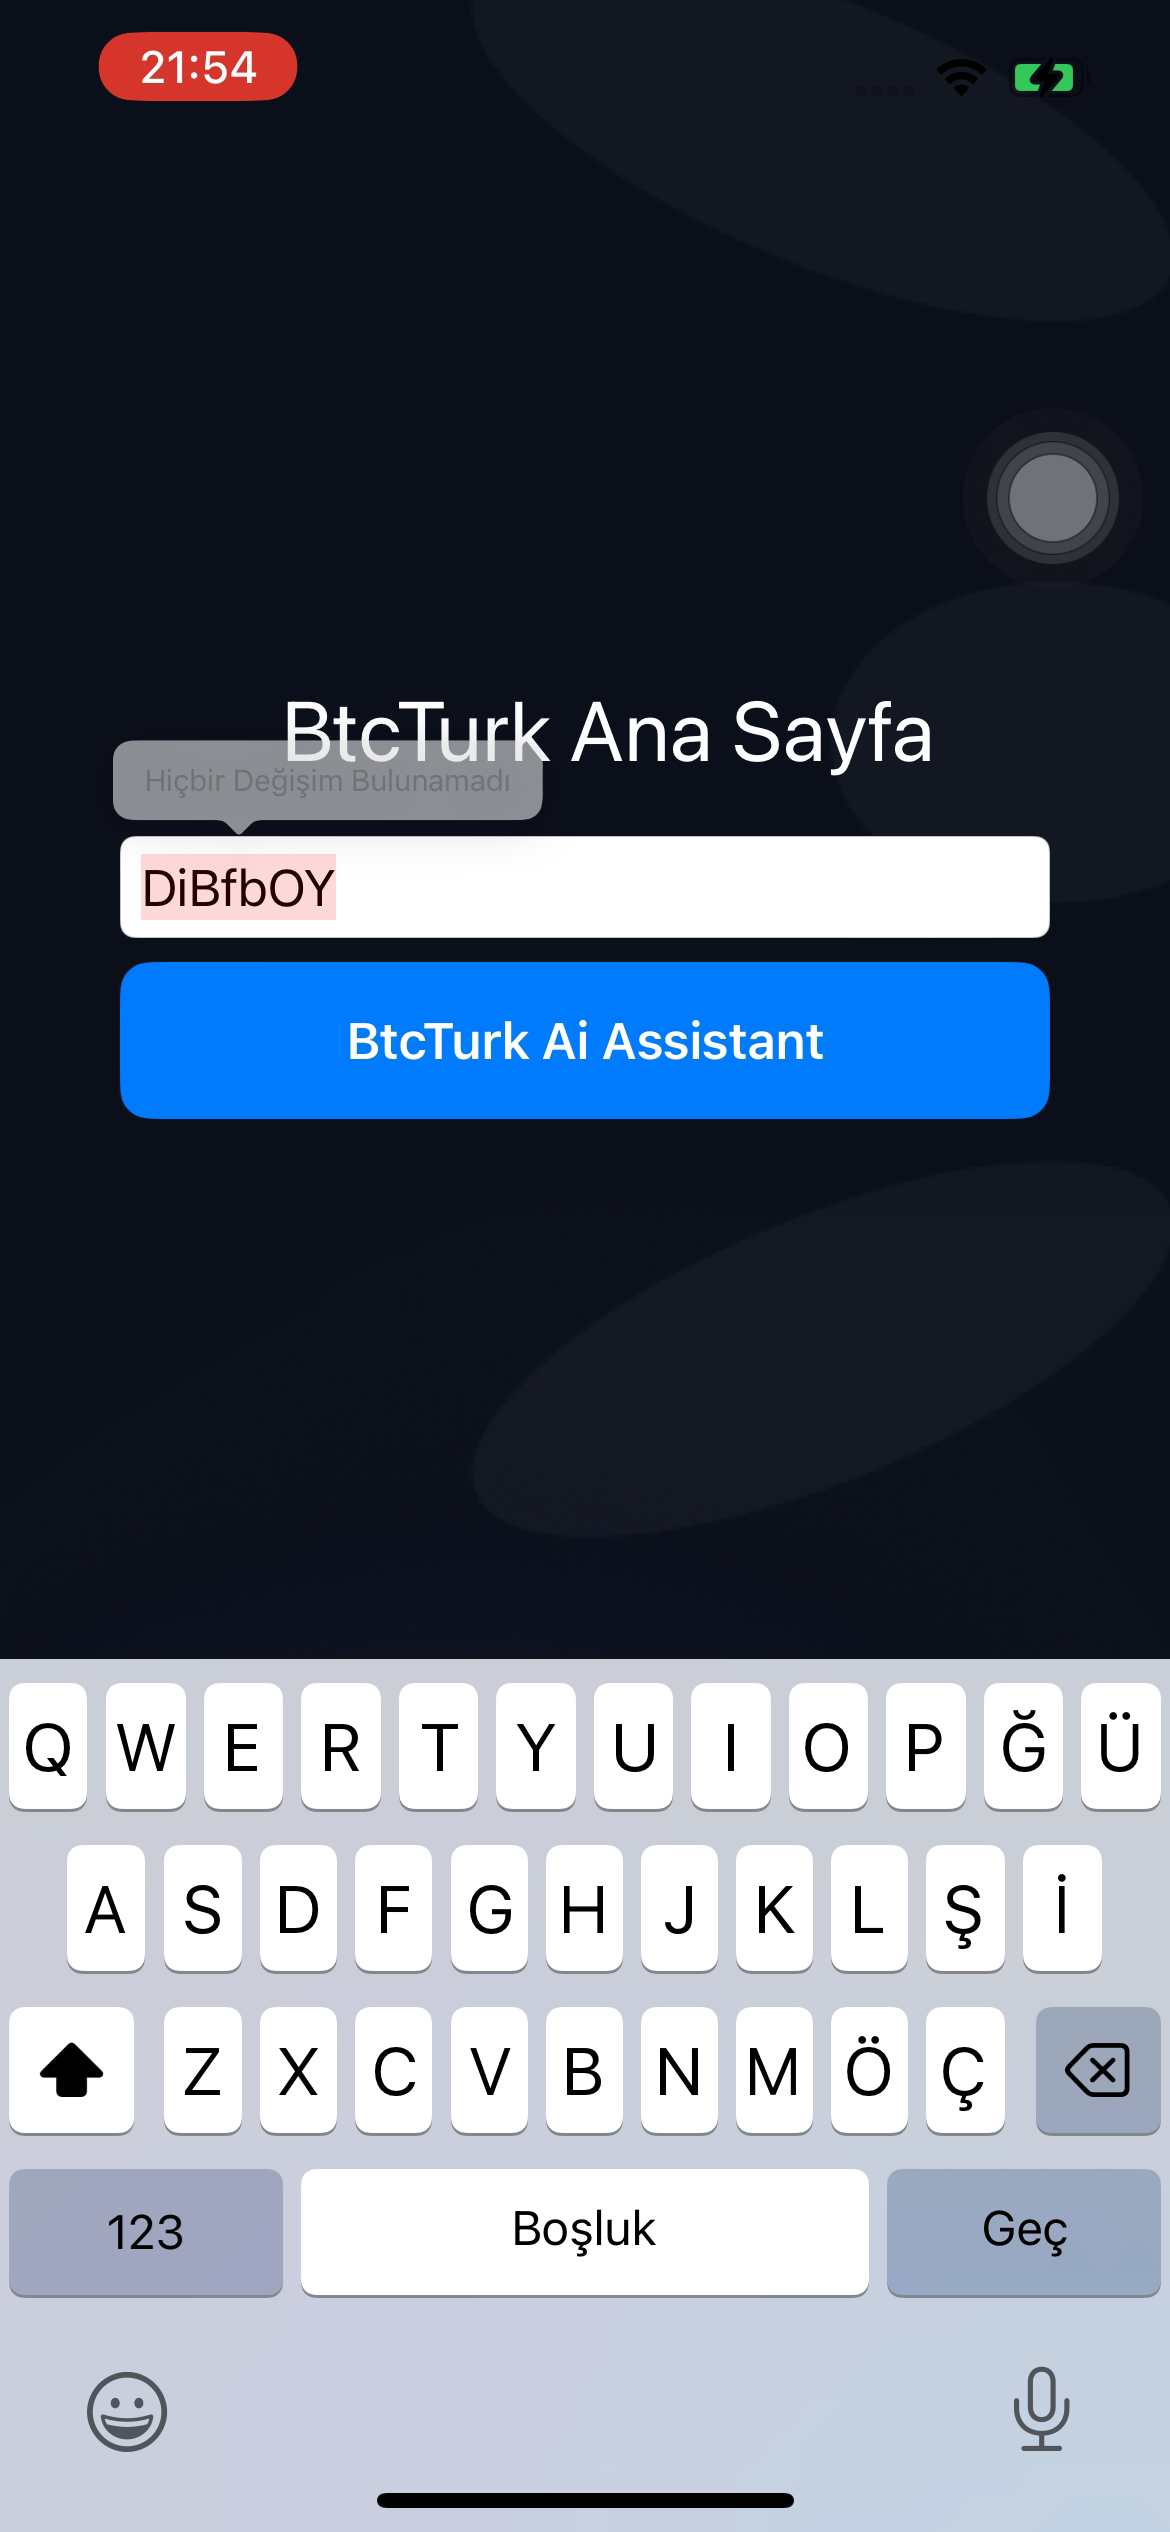 21:54
BtcTurk Ana Sayfa
Hiçbir Değişim Bulunamadı
DiBfbOY
BtcTurk Ai Assistant
Q W E R T Y U I O P Ğ Ü
A S D F G H J K L Ş İ
Z X C V B N M Ö Ç
123 Boşluk Geç